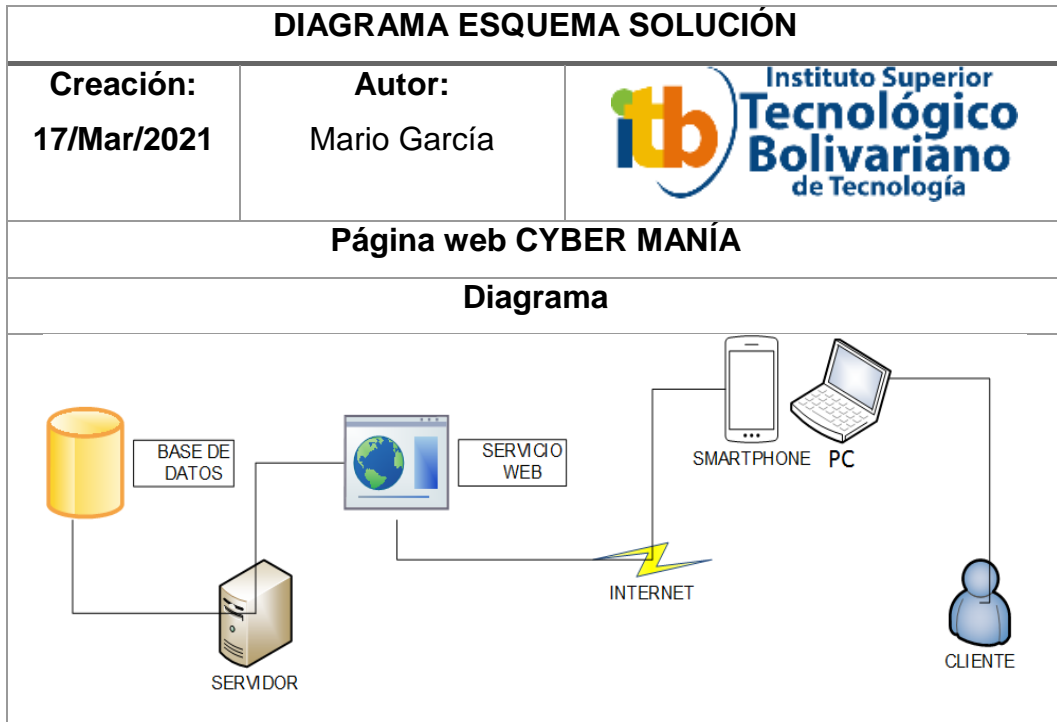 DIAGRAMA ESQUEMA SOLUCIÓN
Creación:
17/Mar/2021
Autor:
Mario García
itb
Instituto Superior
Tecnológico
Bolivariano
de Tecnología
Página web CYBER MANÍA
Diagrama
BASE DE
DATOS
SERVIDOR
SERVICIO
WEB
INTERNET
SMARTPHONE
PC
CLIENTE